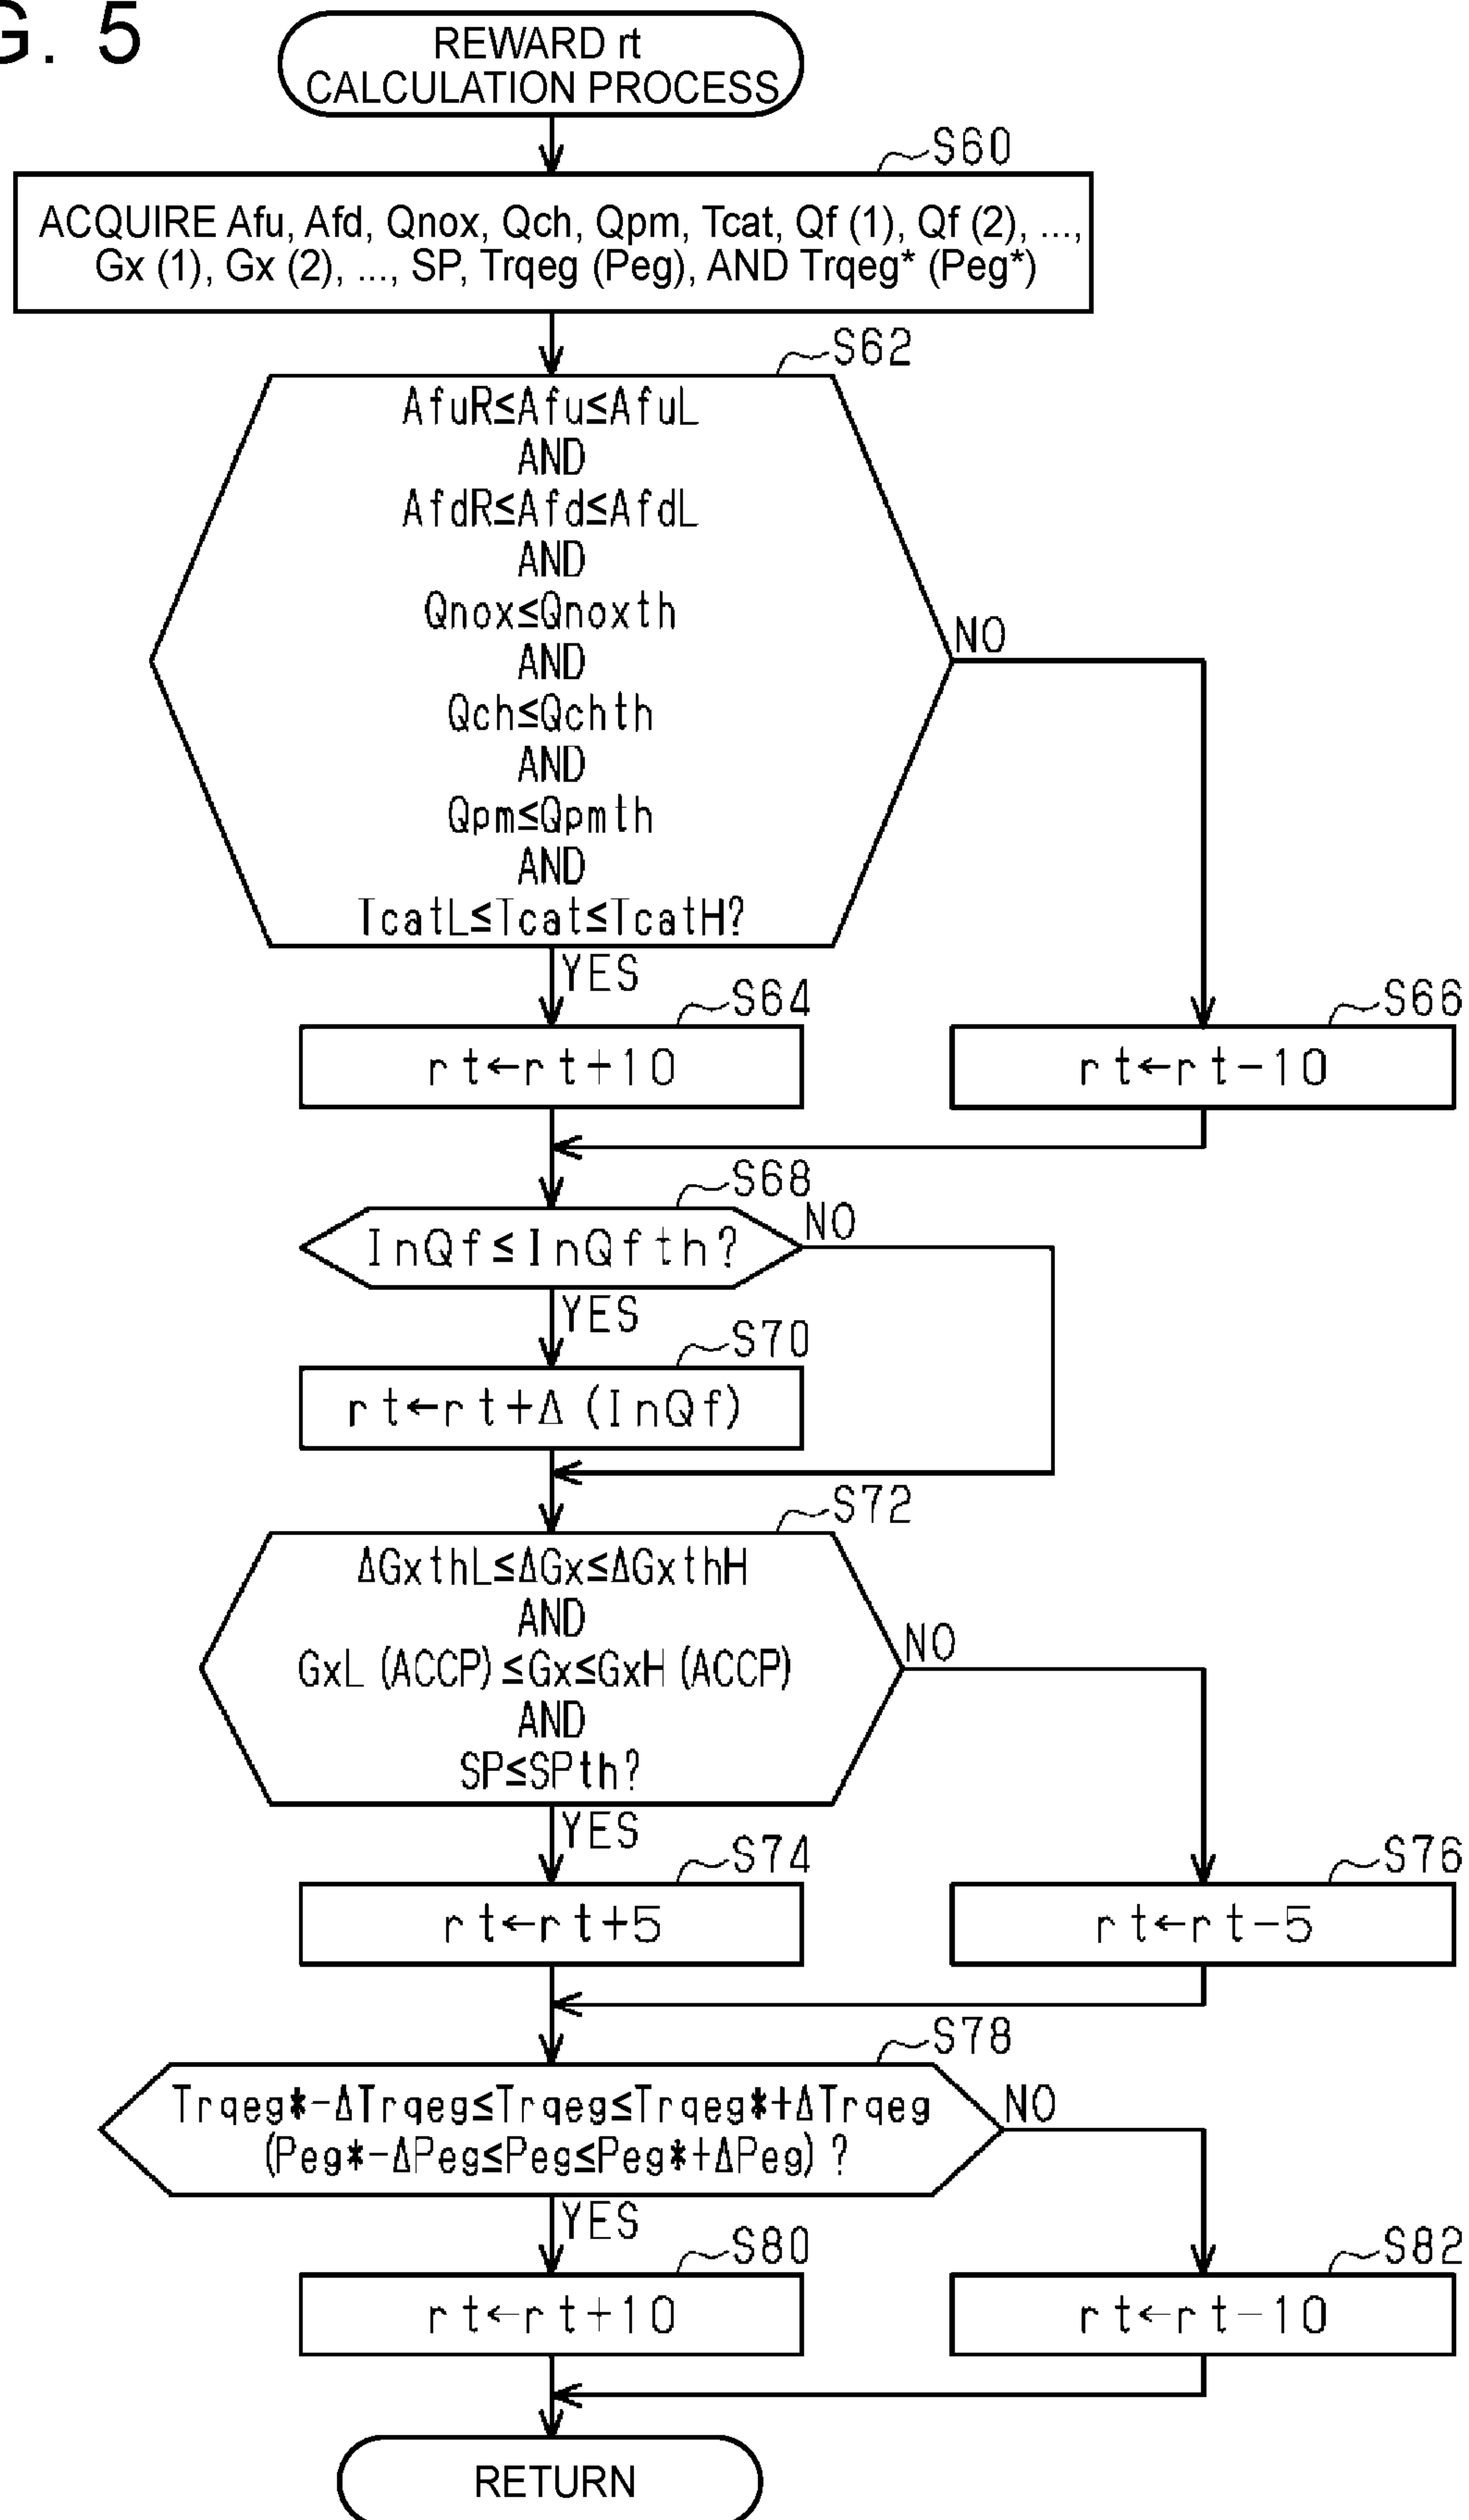 G. 5
REWARD rt
CALCULATION PROCESS
S60
ACQUIRE Afu, Afd, Qnox, Qch, Qpm, Tcat, Qf (1), Qf (2), ...,
Gx (1), Gx (2), ..., SP, Trqeg (Peg), AND Trqeg* (Peg*)
S62
AfuR≤Afu≤AfuL
AND
AfdR≤Afd≤AfdL
AND
Qnox≤Qnoxth
AND
Qch≤Qchth
AND
Qpm≤Qpmth
AND
TcatL≤Tcat≤TcatH?
NO
YES
S64
rt←rt+10
S66
rt←rt-10
S68
InQf≤InQfth?
NO
YES
S70
rt←rt+Δ (InQf)
S72
ΔGxthL≤ΔGx≤ΔGxthH
AND
GxL (ACCP) ≤Gx≤GxH (ACCP)
AND
SP≤SPth?
NO
YES
S74
rt←rt+5
S76
rt←rt-5
S78
Trqeg*-ΔTrqeg≤Trqeg≤Trqeg*+ΔTrqeg
(Peg*-ΔPeg≤Peg≤Peg*+ΔPeg) ?
NO
YES
S80
rt←rt+10
S82
rt←rt-10
RETURN